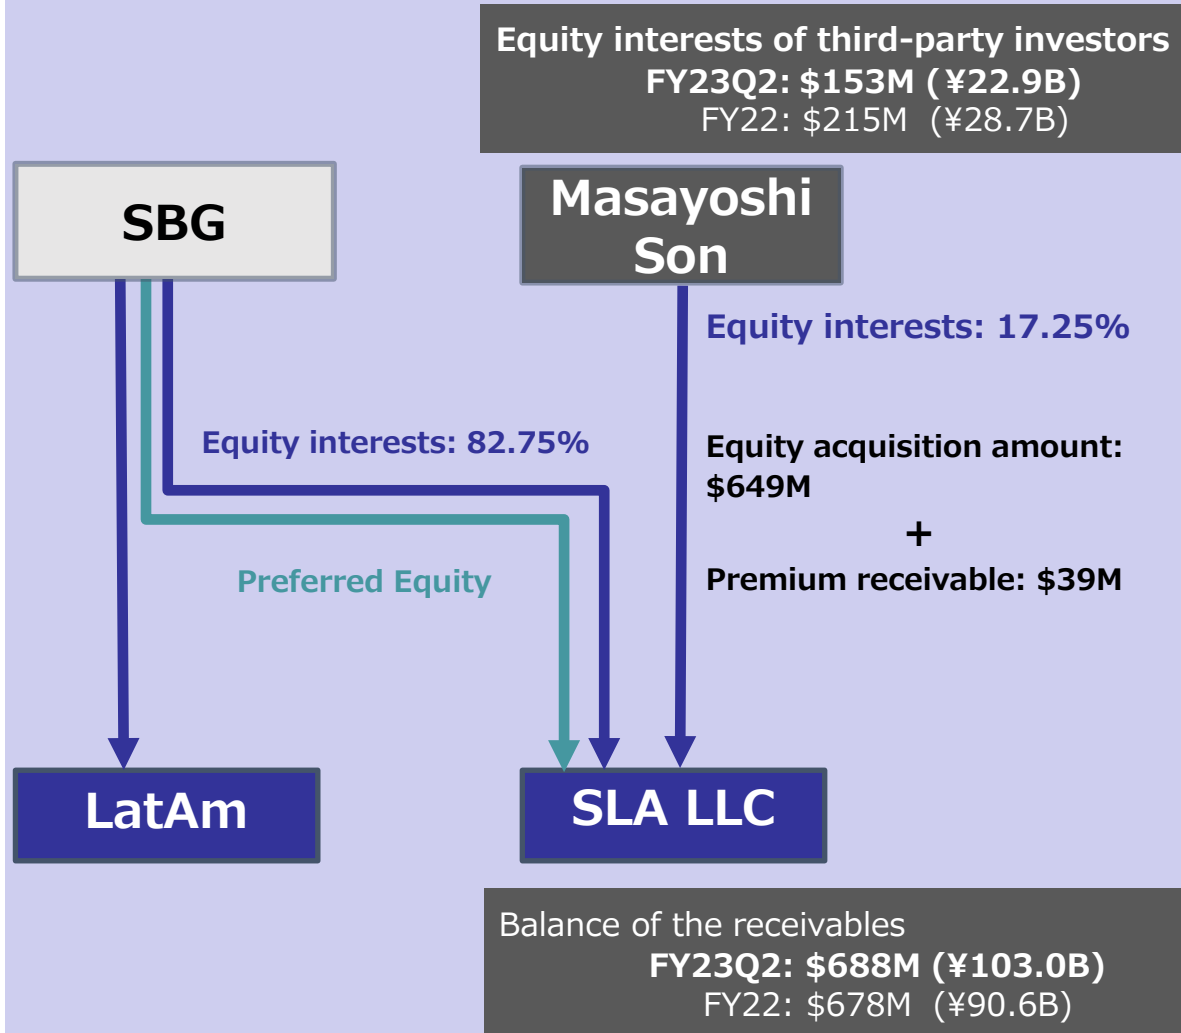 Equity interests of third-party investors
FY23Q2: $153M (¥22.9B)
FY22: $215M (¥28.7B)
SBG
Masayoshi
Son
Equity interests: 17.25%
Equity interests: 82.75%
Equity acquisition amount:
$649M
+
Preferred Equity
Premium receivable: $39M
LatAm
SLA LLC
Balance of the receivables
FY23Q2: $688M (¥103.0B)
FY22: $678M (¥90.6B)